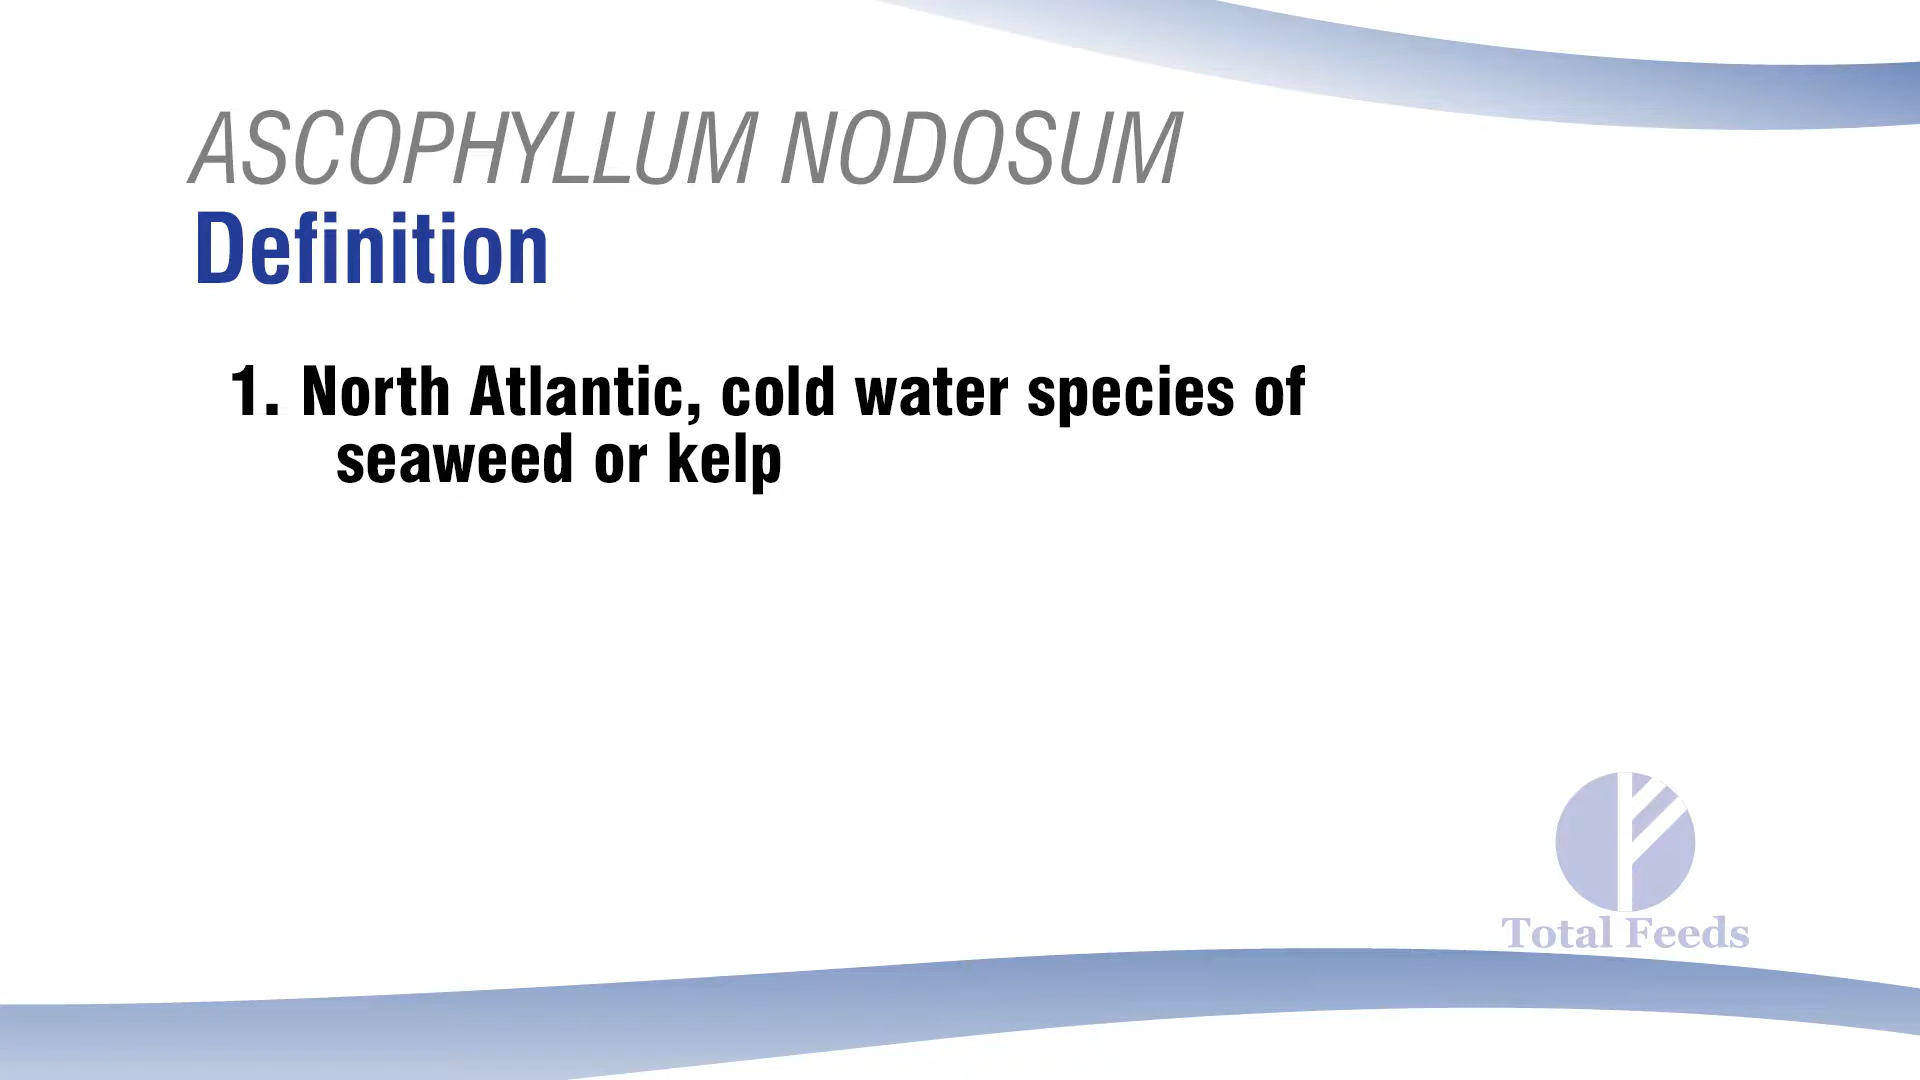 ASCOPHYLLUM NODOSUM
Definition
1. North Atlantic, cold water species of
seaweed or kelp
Total Feeds